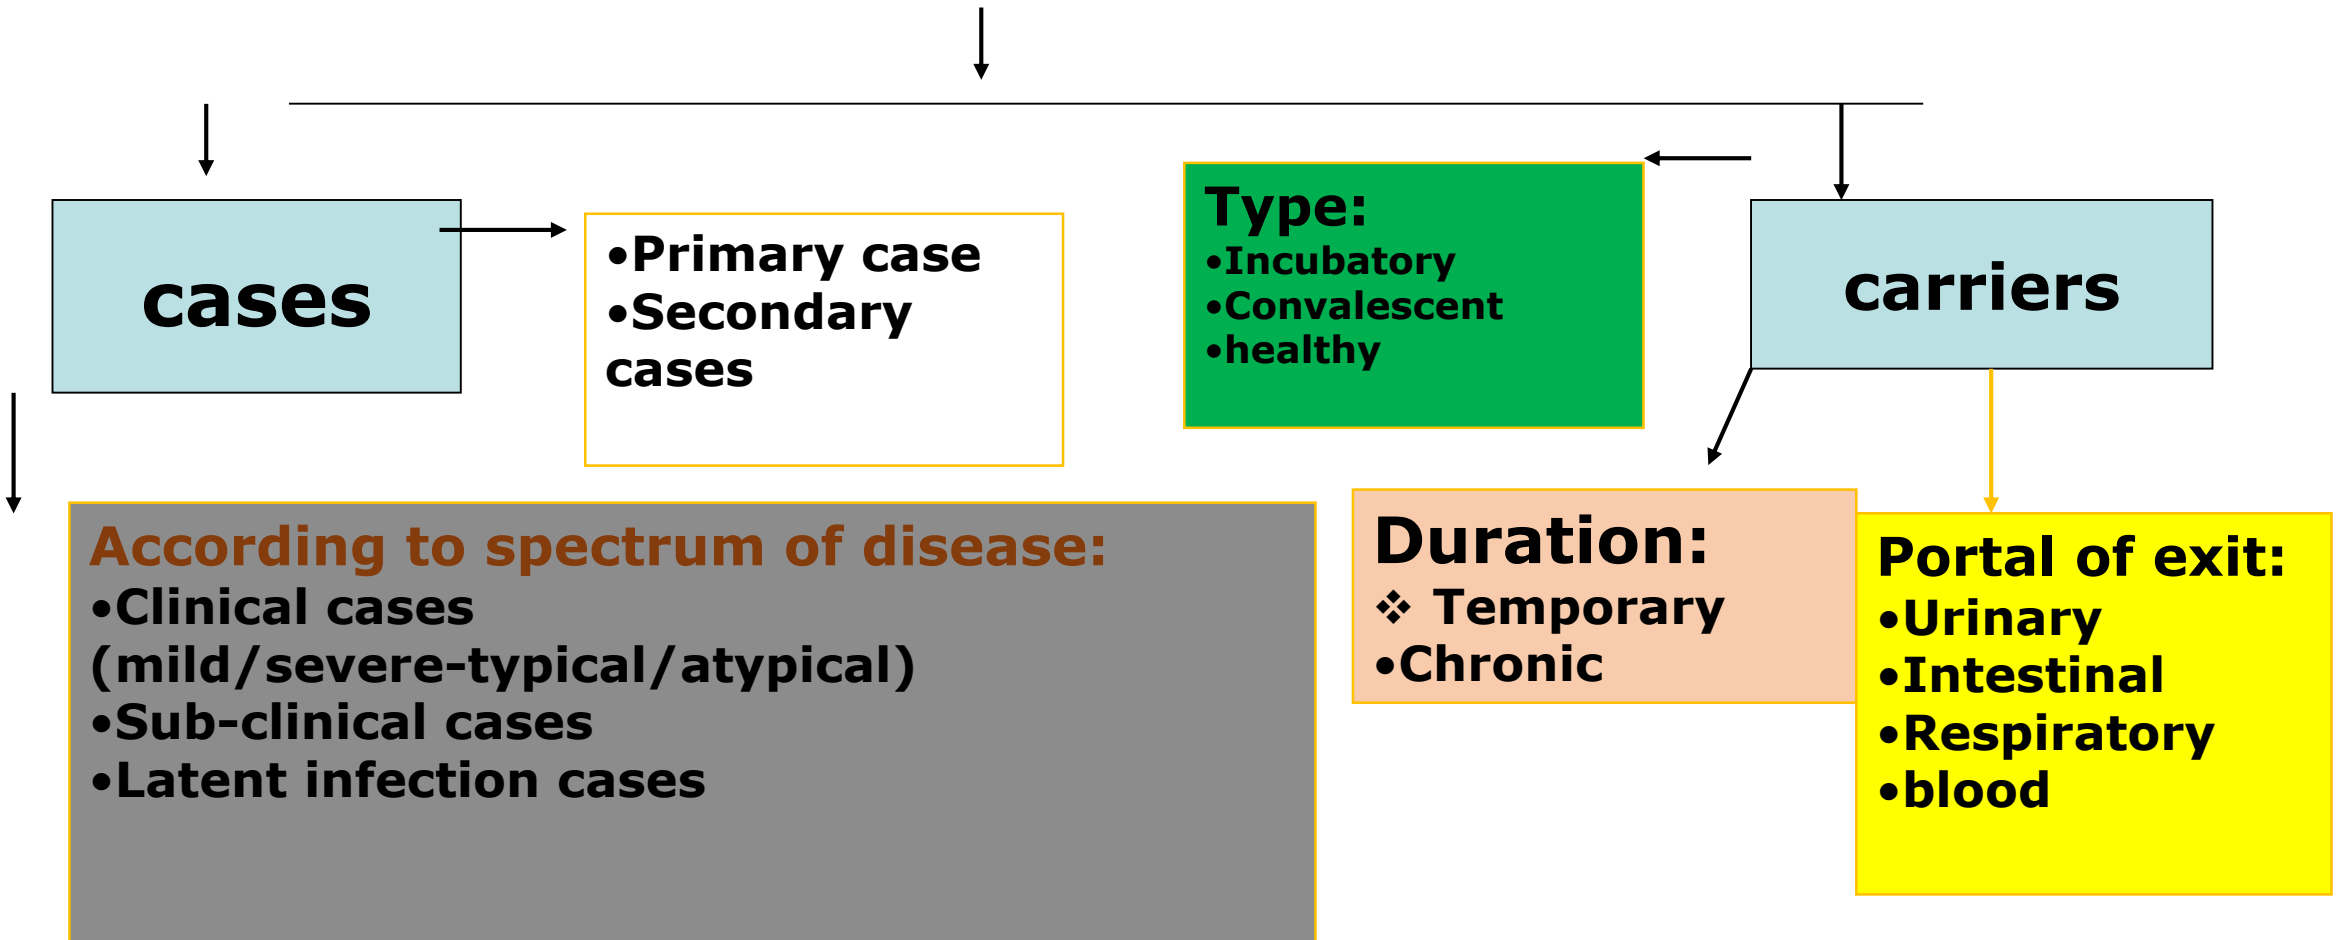 cases
•Primary case
•Secondary
cases
Type:
•Incubatory
•Convalescent
•healthy
carriers
According to spectrum of disease:
•Clinical cases
(mild/severe-typical/atypical)
•Sub-clinical cases
•Latent infection cases
Duration:
❖ Temporary
•Chronic
Portal of exit:
•Urinary
•Intestinal
•Respiratory
•blood